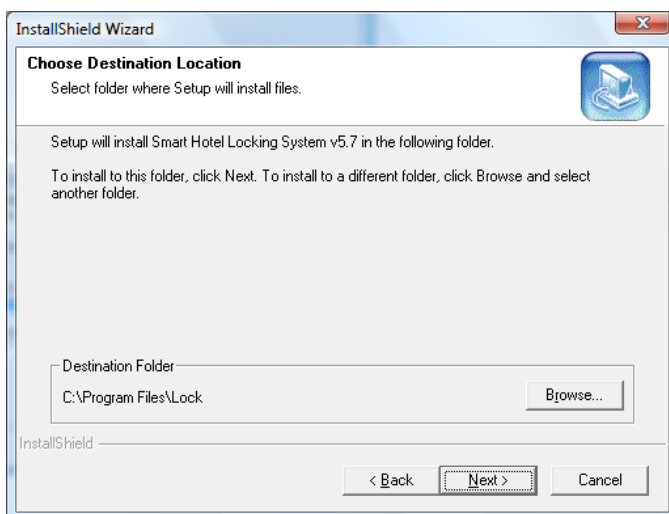 InstallShield Wizard
Choose Destination Location
Select folder where Setup will install files.
Setup will install Smart Hotel Locking System v5.7 in the following folder.
To install to this folder, click Next. To install to a different folder, click Browse and select
another folder.
Destination Folder
C:\Program Files\Lock
Browse...
InstallShield
< Back
Next >
Cancel